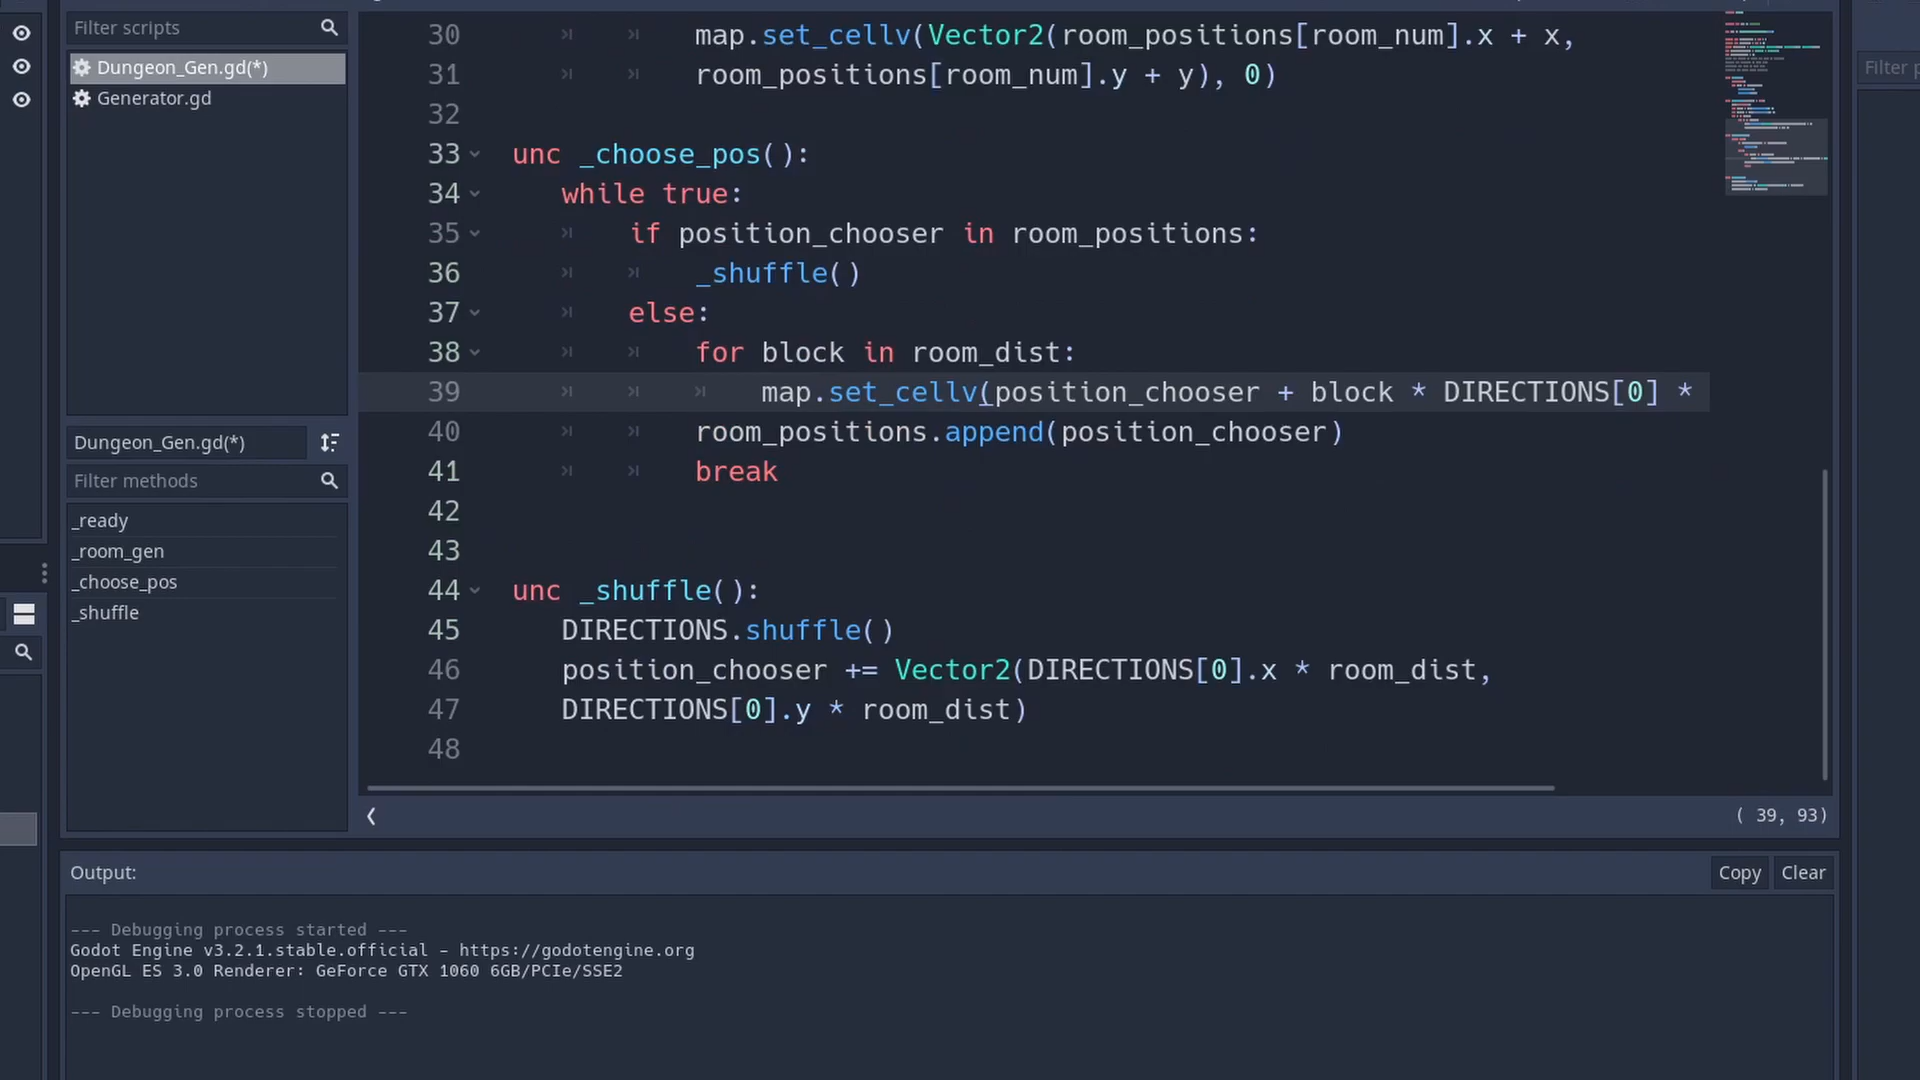 Filter scripts
Dungeon_Gen.gd(*)
Generator.gd
Dungeon_Gen.gd(*)
Filter methods
_ready
_room_gen
_choose_pos
_shuffle
30 map.set_cellv(Vector2(room_positions[room_num].x + x,
31 room_positions[room_num].y + y), 0)
32
33 unc _choose_pos():
34 while true:
35 if position_chooser in room_positions:
36 _shuffle()
37 else:
38 for block in room_dist:
39 map.set_cellv(position_chooser + block * DIRECTIONS[0] *
40 room_positions.append(position_chooser)
41 break
42
43
44 unc _shuffle():
45 DIRECTIONS.shuffle()
46 position_chooser += Vector2(DIRECTIONS[0].x * room_dist,
47 DIRECTIONS[0].y * room_dist)
48
( 39, 93)
Filter p
Output:
Copy Clear
--- Debugging process started ---
Godot Engine v3.2.1.stable.official - https://godotengine.org
OpenGL ES 3.0 Renderer: GeForce GTX 1060 6GB/PCIe/SSE2
--- Debugging process stopped ---